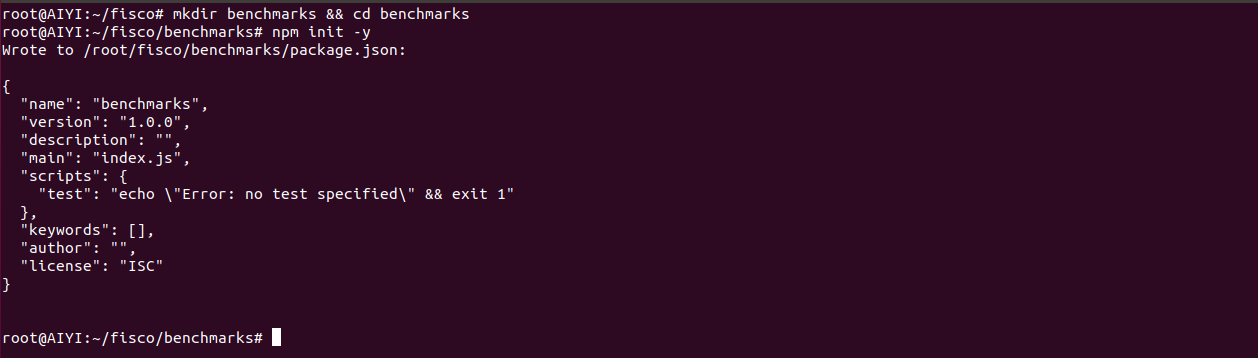 root@AIYI:~/fisco# mkdir benchmarks && cd benchmarks
root@AIYI:~/fisco/benchmarks# npm init -y
Wrote to /root/fisco/benchmarks/package.json:

{
  "name": "benchmarks",
  "version": "1.0.0",
  "description": "",
  "main": "index.js",
  "scripts": {
    "test": "echo \"Error: no test specified\" && exit 1"
  },
  "keywords": [],
  "author": "",
  "license": "ISC"
}

root@AIYI:~/fisco/benchmarks#